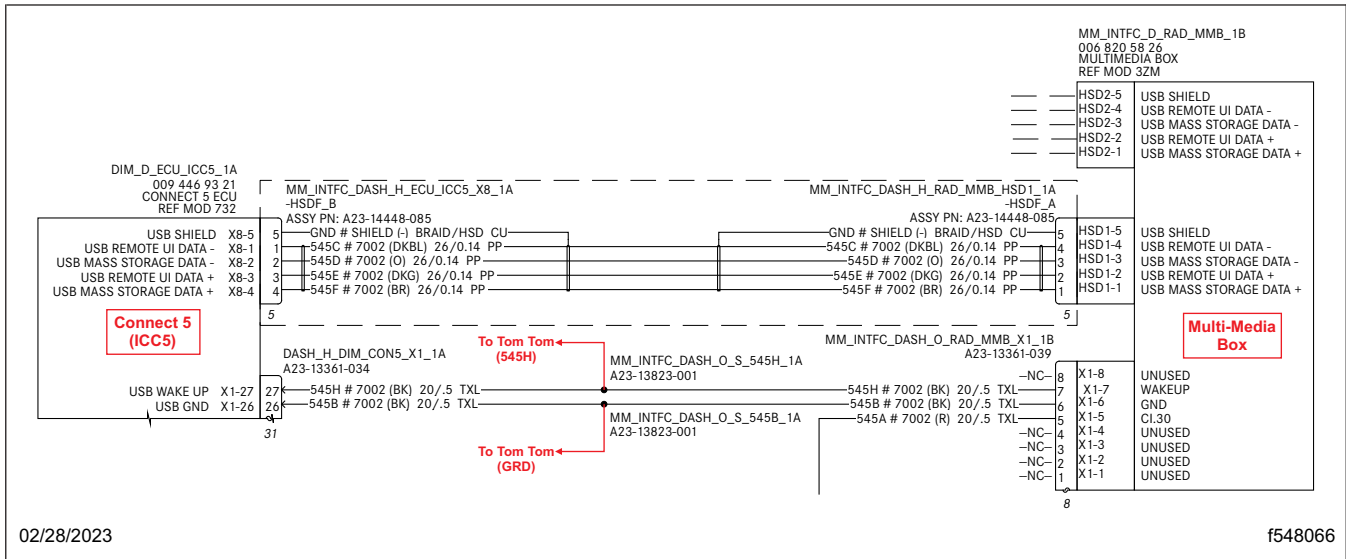 MM_INTFC_D_RAD_MMB_1B
006 820 58 26
MULTIMEDIA BOX
REF MOD 3ZM
HSD2-5 USB SHIELD
HSD2-4 USB REMOTE UI DATA -
HSD2-3 USB MASS STORAGE DATA -
HSD2-2 USB REMOTE UI DATA +
HSD2-1 USB MASS STORAGE DATA +
DIM_D_ECU_ICC5_1A
009 446 93 21
CONNECT 5 ECU
REF MOD 732
MM_INTFC_DASH_H_ECU_ICC5_X8_1A
-HSDF_B
ASSY PN: A23-14448-085
MM_INTFC_DASH_H_RAD_MMB_HSD1_1A
-HSDF_A
ASSY PN: A23-14448-085
USB SHIELD X8-5 5 GND # SHIELD (-) BRAID/HSD CU GND # SHIELD (-) BRAID/HSD CU 5 HSD1-5 USB SHIELD
USB REMOTE UI DATA - X8-1 1 545C # 7002 (DKBL) 26/0.14 PP 545C # 7002 (DKBL) 26/0.14 PP 4 HSD1-4 USB REMOTE UI DATA -
USB MASS STORAGE DATA - X8-2 2 545D # 7002 (O) 26/0.14 PP 545D # 7002 (O) 26/0.14 PP 3 HSD1-3 USB MASS STORAGE DATA -
USB REMOTE UI DATA + X8-3 3 545E # 7002 (DKG) 26/0.14 PP 545E # 7002 (DKG) 26/0.14 PP 2 HSD1-2 USB REMOTE UI DATA +
USB MASS STORAGE DATA + X8-4 4 545F # 7002 (BR) 26/0.14 PP 545F # 7002 (BR) 26/0.14 PP 1 HSD1-1 USB MASS STORAGE DATA +
5
5
Connect 5
(ICC5)
Multi-Media
Box
To Tom Tom
(545H)
DASH_H_DIM_CON5_X1_1A
A23-13361-034
MM_INTFC_DASH_O_S_545H_1A
A23-13823-001
MM_INTFC_DASH_O_RAD_MMB_X1_1B
A23-13361-039
–NC– 8 X1-8 UNUSED
USB WAKE UP X1-27 27 545H # 7002 (BK) 20/.5 TXL 545H # 7002 (BK) 20/.5 TXL 7 X1-7 WAKEUP
USB GND X1-26 26 545B # 7002 (BK) 20/.5 TXL 545B # 7002 (BK) 20/.5 TXL 6 X1-6 GND
545A # 7002 (R) 20/.5 TXL 5 X1-5 CI.30
–NC– 4 X1-4 UNUSED
–NC– 3 X1-3 UNUSED
–NC– 2 X1-2 UNUSED
–NC– 1 X1-1 UNUSED
31
8
MM_INTFC_DASH_O_S_545B_1A
A23-13823-001
To Tom Tom
(GRD)
02/28/2023
f548066